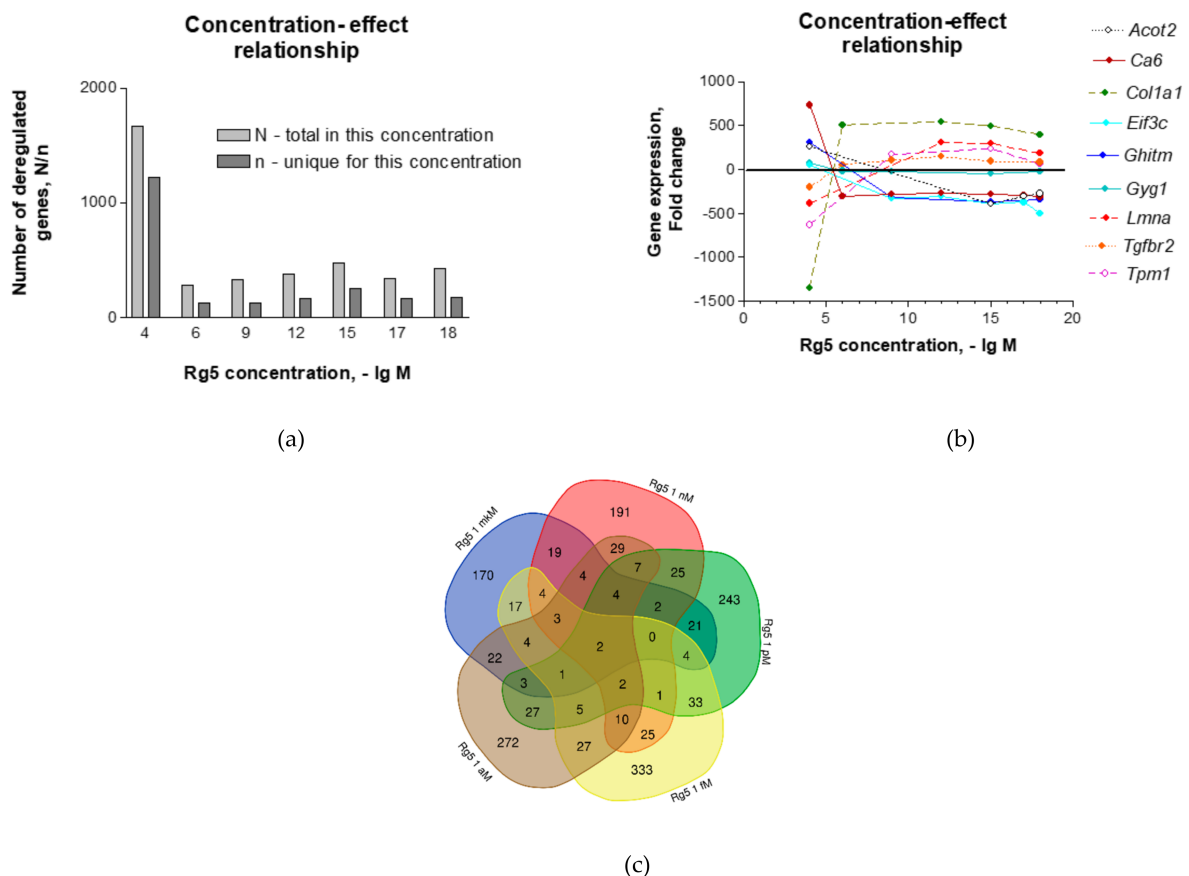 Concentration- effect
relationship
Number of deregulated
genes, N/n
2000
1000
0
N - total in this concentration
n - unique for this concentration
4 6 9 12 15 17 18
Rg5 concentration, - lg M
(a)
Concentration-effect
relationship
Gene expression,
Fold change
1000
500
0
-500
-1000
-1500
0 5 10 15 20
Rg5 concentration, - lg M
Acot2
Ca6
Col1a1
Eif3c
Ghitm
Gyg1
Lmna
Tgfbr2
Tpm1
(b)
Rg5 1 mkM
Rg5 1 nM
Rg5 1 pM
Rg5 1 fM
Rg5 1 aM
191
19 29
4 7 25
170 243
17 4 4 2
3 21
4 2 0 4
22
3 1 2 1 33
27 5 10 25
272 27
333
(c)